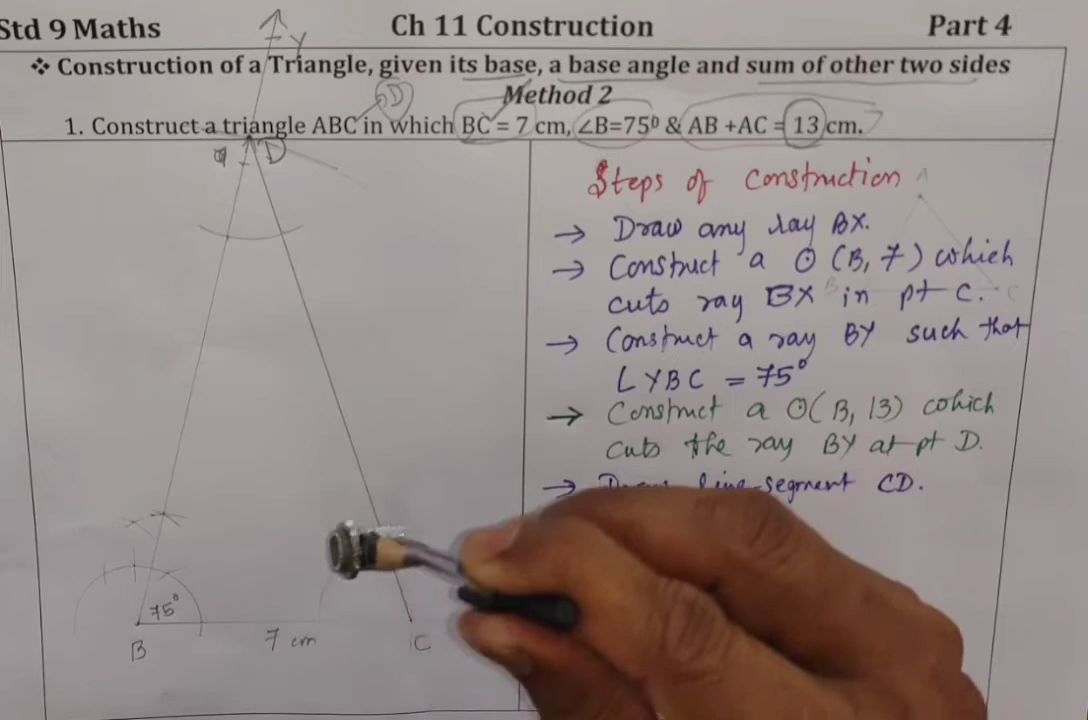 Std 9 Maths Ch 11 Construction Part 4
❖ Construction of a Triangle, given its base, a base angle and sum of other two sides
Method 2
1. Construct a triangle ABC in which BC = 7 cm, ∠B=75⁰ & AB +AC = 13 cm.
D
Y
D
75°
B
7 cm
C
Steps of construction
A
B
C
→ Draw any ray BX.
→ Construct a ⊙ (B, 7) which
cuts ray BX in pt C.
→ Construct a ray BY such that
∠YBC = 75°
→ Construct a ⊙(B, 13) which
cuts the ray BY at pt D.
→ segment CD.